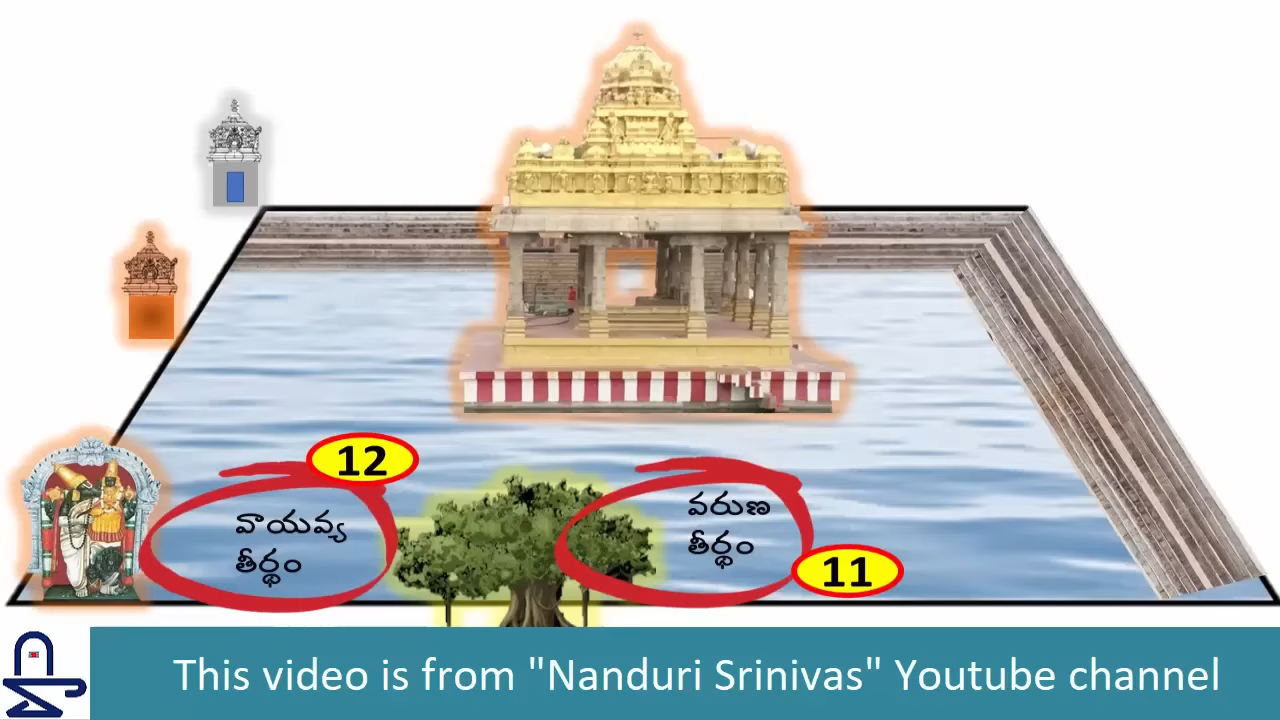 12
వాయవ్య
తీర్థం
వరుణ
తీర్థం
11
This video is from "Nanduri Srinivas" Youtube channel